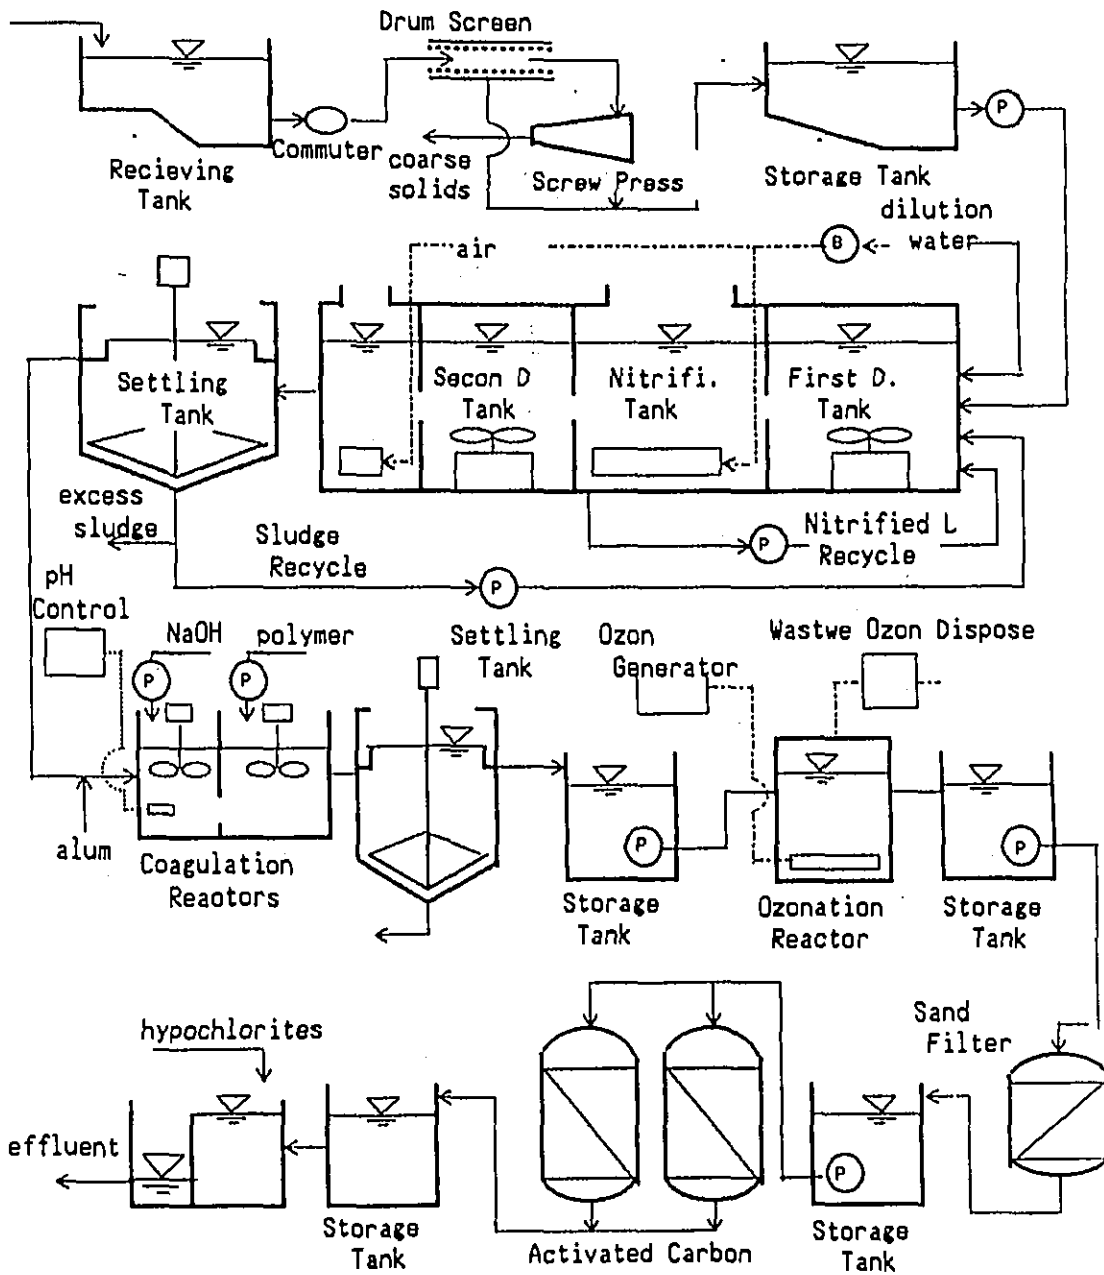 Drum Screen
Commuter
Recieving
Tank
coarse
solids
Screw Press
Storage Tank
P
dilution
water
B
air
Settling
Tank
Secon D
Tank
Nitrifi.
Tank
First D.
Tank
excess
sludge
Sludge
Recycle
P
Nitrified L
Recycle
P
pH
Control
NaOH
polymer
P
P
Settling
Tank
Ozon
Generator
Wastwe Ozon Dispose
alum
Coagulation
Reaotors
P
Storage
Tank
Ozonation
Reactor
P
Storage
Tank
Sand
Filter
hypochlorites
effluent
Storage
Tank
Activated Carbon
P
Storage
Tank